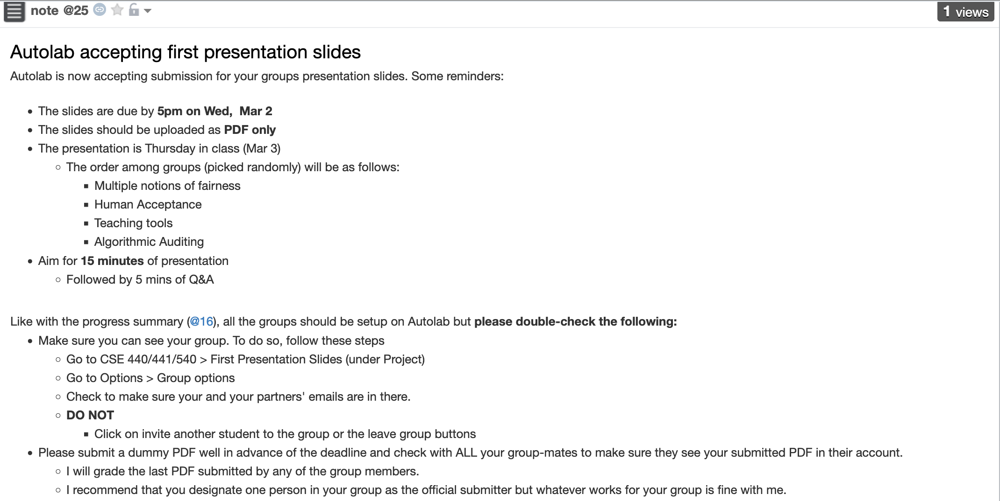 note @25
1 views
Autolab accepting first presentation slides
Autolab is now accepting submission for your groups presentation slides. Some reminders:
The slides are due by 5pm on Wed,  Mar 2
The slides should be uploaded as PDF only
The presentation is Thursday in class (Mar 3)
The order among groups (picked randomly) will be as follows:
Multiple notions of fairness
Human Acceptance
Teaching tools
Algorithmic Auditing
Aim for 15 minutes of presentation
Followed by 5 mins of Q&A
Like with the progress summary (@16), all the groups should be setup on Autolab but please double-check the following:
Make sure you can see your group. To do so, follow these steps
Go to CSE 440/441/540 > First Presentation Slides (under Project)
Go to Options > Group options
Check to make sure your and your partners' emails are in there.
DO NOT
Click on invite another student to the group or the leave group buttons
Please submit a dummy PDF well in advance of the deadline and check with ALL your group-mates to make sure they see your submitted PDF in their account.
I will grade the last PDF submitted by any of the group members.
I recommend that you designate one person in your group as the official submitter but whatever works for your group is fine with me.